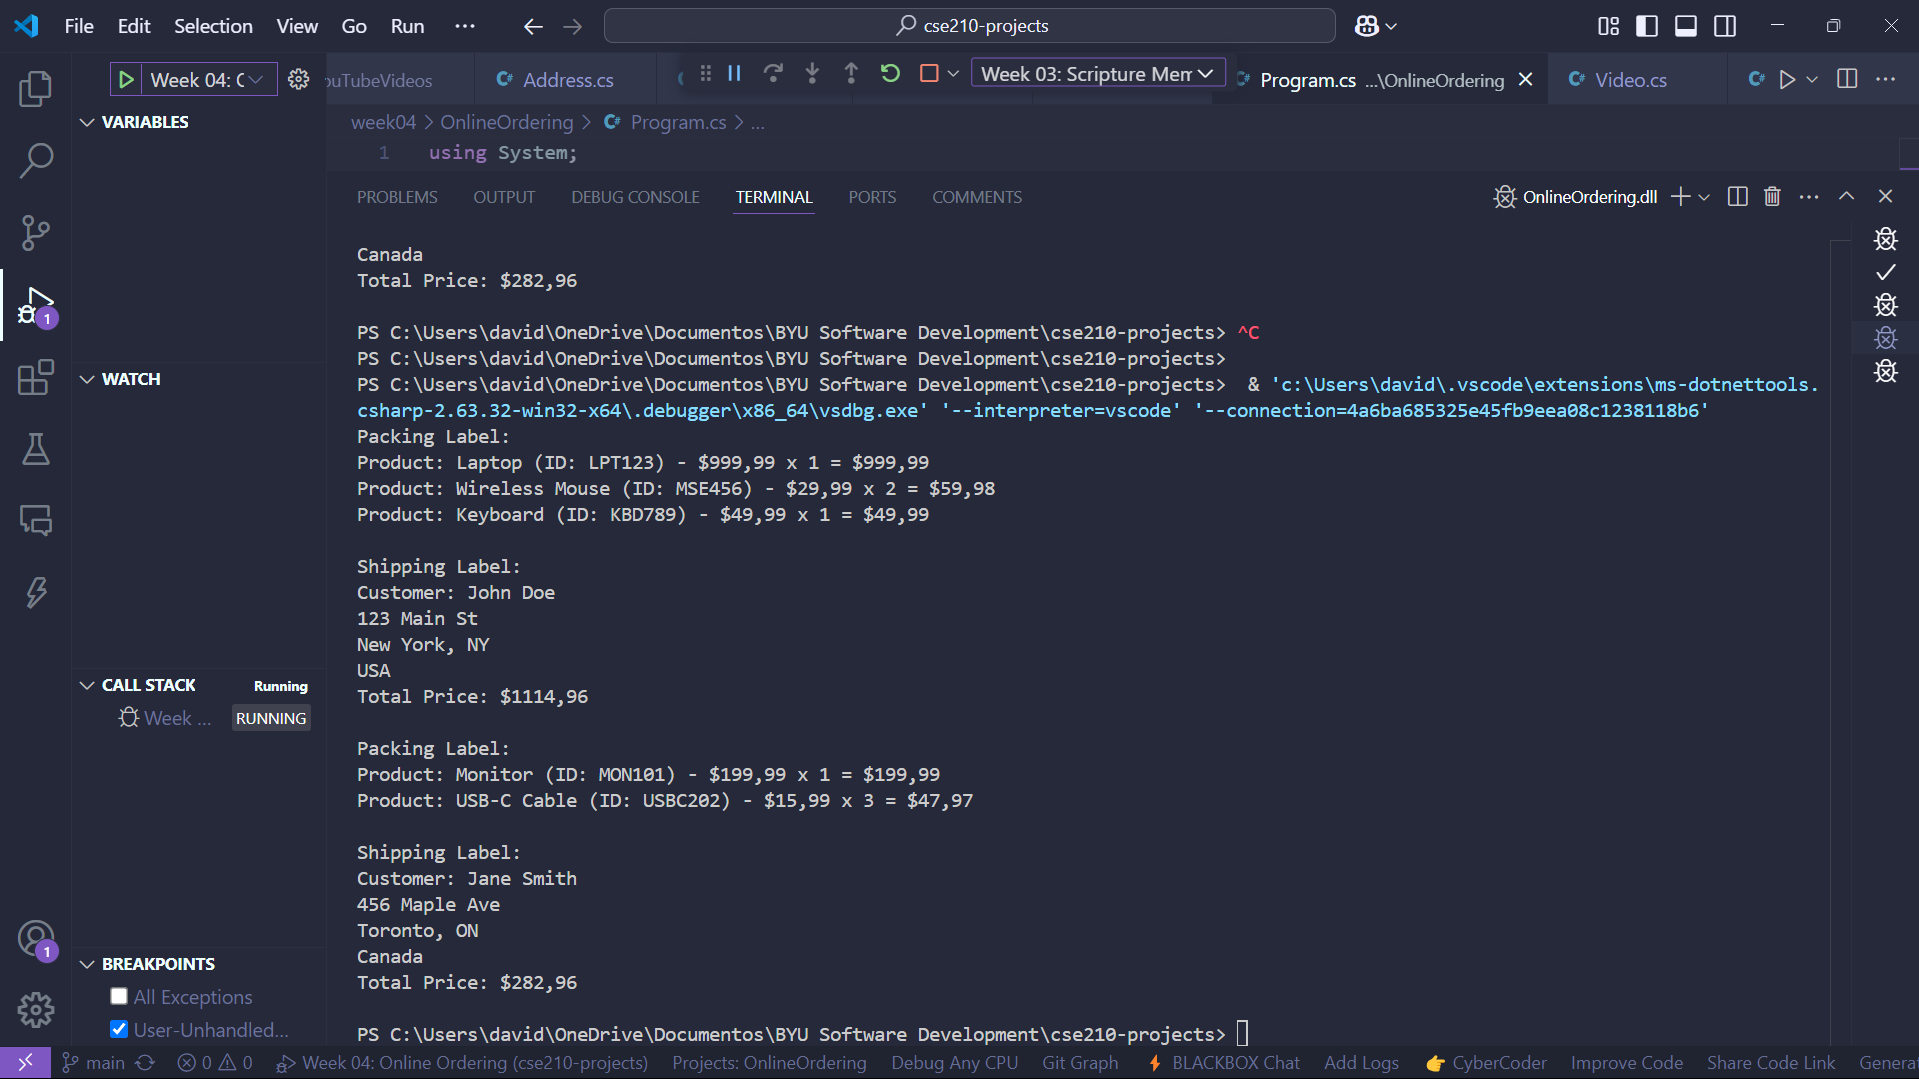 File Edit Selection View Go Run ··· cse210-projects
Week 04: C ouTubeVideos Address.cs Week 03: Scripture Mem Program.cs ...\OnlineOrdering Video.cs
VARIABLES
week04 > OnlineOrdering > Program.cs > ...
1 using System;
PROBLEMS OUTPUT DEBUG CONSOLE TERMINAL PORTS COMMENTS OnlineOrdering.dll
Canada
Total Price: $282,96
PS C:\Users\david\OneDrive\Documentos\BYU Software Development\cse210-projects> ^C
PS C:\Users\david\OneDrive\Documentos\BYU Software Development\cse210-projects>
PS C:\Users\david\OneDrive\Documentos\BYU Software Development\cse210-projects> & 'c:\Users\david\.vscode\extensions\ms-dotnettools.
csharp-2.63.32-win32-x64\.debugger\x86_64\vsdbg.exe' '--interpreter=vscode' '--connection=4a6ba685325e45fb9eea08c1238118b6'
Packing Label:
Product: Laptop (ID: LPT123) - $999,99 x 1 = $999,99
Product: Wireless Mouse (ID: MSE456) - $29,99 x 2 = $59,98
Product: Keyboard (ID: KBD789) - $49,99 x 1 = $49,99
Shipping Label:
Customer: John Doe
123 Main St
New York, NY
USA
Total Price: $1114,96
Packing Label:
Product: Monitor (ID: MON101) - $199,99 x 1 = $199,99
Product: USB-C Cable (ID: USBC202) - $15,99 x 3 = $47,97
Shipping Label:
Customer: Jane Smith
456 Maple Ave
Toronto, ON
Canada
Total Price: $282,96
PS C:\Users\david\OneDrive\Documentos\BYU Software Development\cse210-projects>
WATCH
CALL STACK Running
Week ... RUNNING
BREAKPOINTS
All Exceptions
User-Unhandled...
1
1
main 0 0 Week 04: Online Ordering (cse210-projects) Projects: OnlineOrdering Debug Any CPU Git Graph BLACKBOX Chat Add Logs 👉 CyberCoder Improve Code Share Code Link Genera